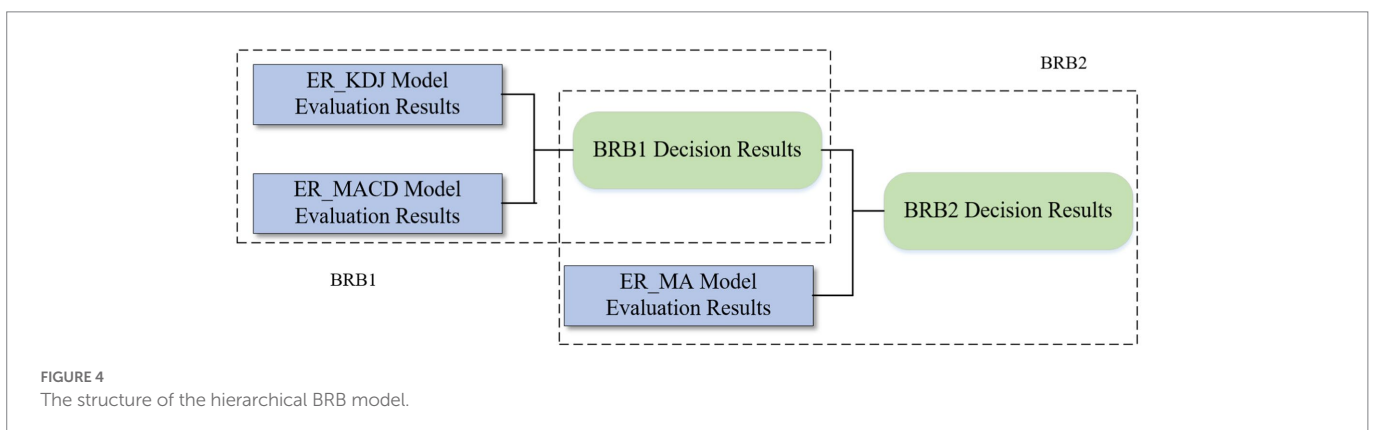 ER_KDJ Model
Evaluation Results
BRB2
BRB1 Decision Results
ER_MACD Model
Evaluation Results
BRB2 Decision Results
BRB1
ER_MA Model
Evaluation Results
FIGURE 4
The structure of the hierarchical BRB model.